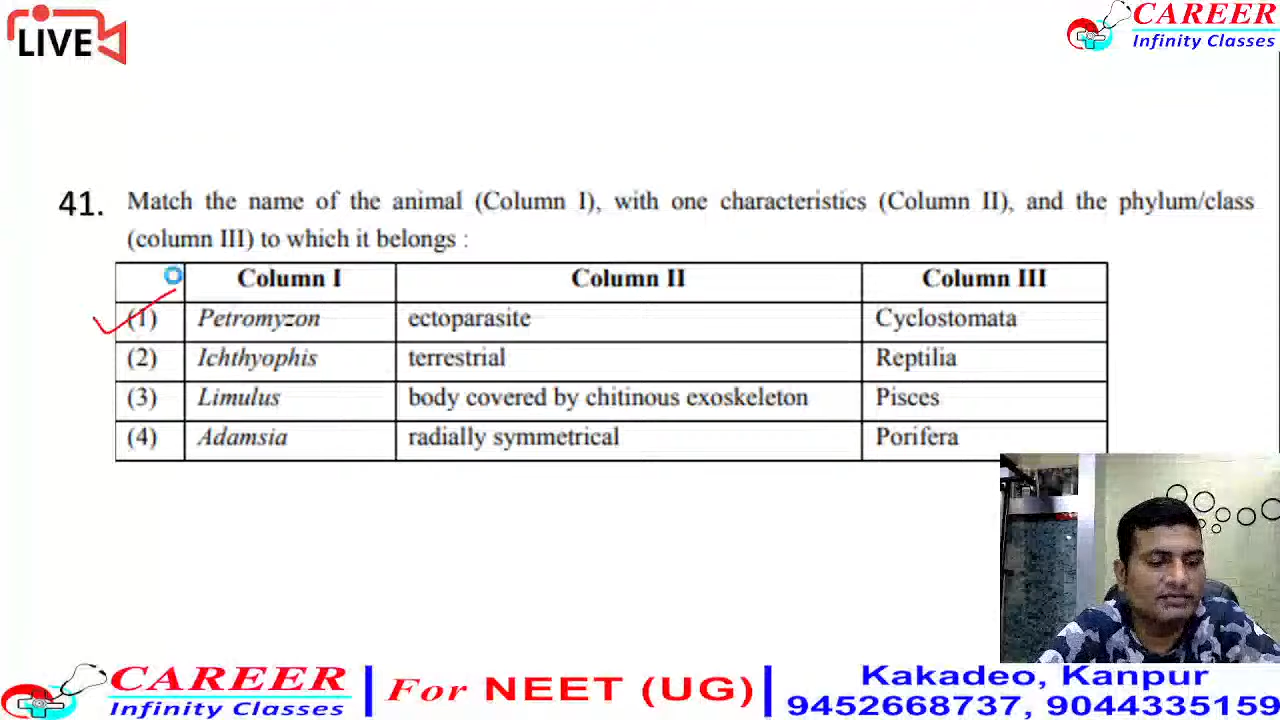 LIVE
CAREER
Infinity Classes
41. Match the name of the animal (Column I), with one characteristics (Column II), and the phylum/class
(column III) to which it belongs :
Column I Column II Column III
(1) Petromyzon ectoparasite Cyclostomata
(2) Ichthyophis terrestrial Reptilia
(3) Limulus body covered by chitinous exoskeleton Pisces
(4) Adamsia radially symmetrical Porifera
CAREER
Infinity Classes
For NEET (UG)
Kakadeo, Kanpur
9452668737, 9044335159